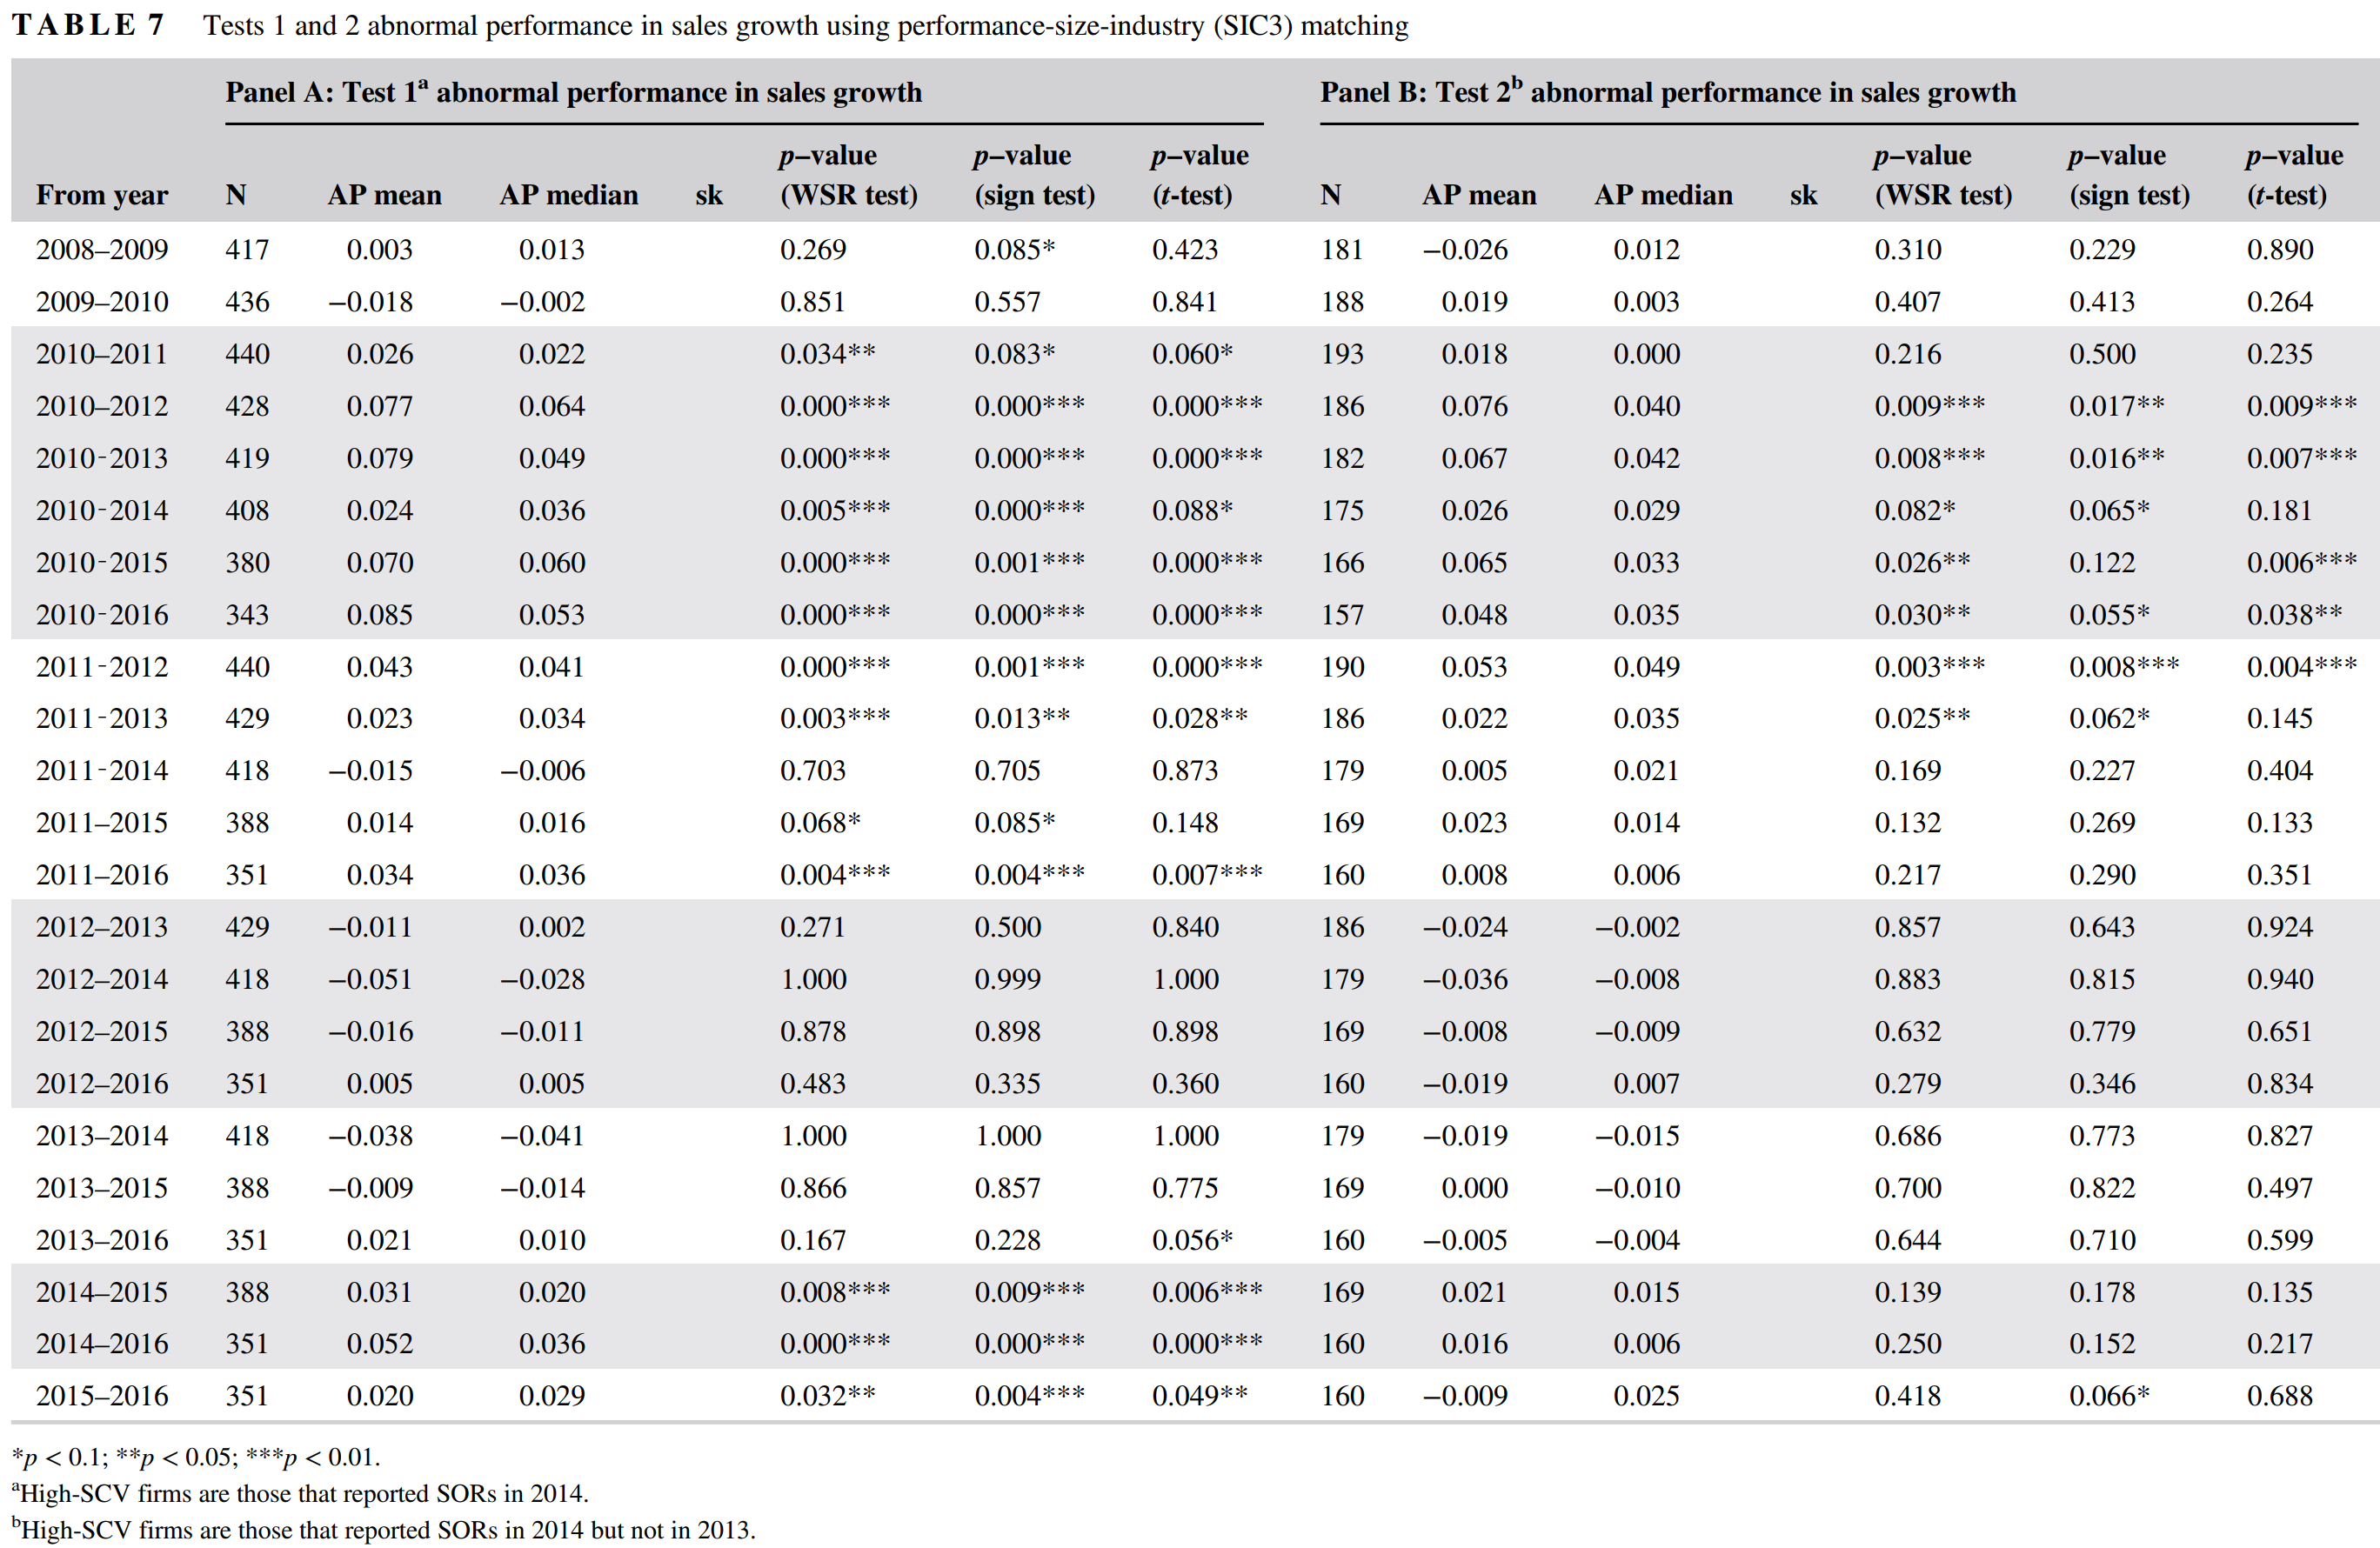 TABLE 7 Tests 1 and 2 abnormal performance in sales growth using performance-size-industry (SIC3) matching
Panel A: Test 1a abnormal performance in sales growth Panel B: Test 2b abnormal performance in sales growth
p–value p–value p–value p–value p–value p–value
From year N AP mean AP median sk (WSR test) (sign test) (t-test) N AP mean AP median sk (WSR test) (sign test) (t-test)
2008–2009 417 0.003 0.013 0.269 0.085* 0.423 181 −0.026 0.012 0.310 0.229 0.890
2009–2010 436 −0.018 −0.002 0.851 0.557 0.841 188 0.019 0.003 0.407 0.413 0.264
2010–2011 440 0.026 0.022 0.034** 0.083* 0.060* 193 0.018 0.000 0.216 0.500 0.235
2010–2012 428 0.077 0.064 0.000*** 0.000*** 0.000*** 186 0.076 0.040 0.009*** 0.017** 0.009***
2010-2013 419 0.079 0.049 0.000*** 0.000*** 0.000*** 182 0.067 0.042 0.008*** 0.016** 0.007***
2010-2014 408 0.024 0.036 0.005*** 0.000*** 0.088* 175 0.026 0.029 0.082* 0.065* 0.181
2010-2015 380 0.070 0.060 0.000*** 0.001*** 0.000*** 166 0.065 0.033 0.026** 0.122 0.006***
2010-2016 343 0.085 0.053 0.000*** 0.000*** 0.000*** 157 0.048 0.035 0.030** 0.055* 0.038**
2011-2012 440 0.043 0.041 0.000*** 0.001*** 0.000*** 190 0.053 0.049 0.003*** 0.008*** 0.004***
2011-2013 429 0.023 0.034 0.003*** 0.013** 0.028** 186 0.022 0.035 0.025** 0.062* 0.145
2011-2014 418 −0.015 −0.006 0.703 0.705 0.873 179 0.005 0.021 0.169 0.227 0.404
2011–2015 388 0.014 0.016 0.068* 0.085* 0.148 169 0.023 0.014 0.132 0.269 0.133
2011–2016 351 0.034 0.036 0.004*** 0.004*** 0.007*** 160 0.008 0.006 0.217 0.290 0.351
2012–2013 429 −0.011 0.002 0.271 0.500 0.840 186 −0.024 −0.002 0.857 0.643 0.924
2012–2014 418 −0.051 −0.028 1.000 0.999 1.000 179 −0.036 −0.008 0.883 0.815 0.940
2012–2015 388 −0.016 −0.011 0.878 0.898 0.898 169 −0.008 −0.009 0.632 0.779 0.651
2012–2016 351 0.005 0.005 0.483 0.335 0.360 160 −0.019 0.007 0.279 0.346 0.834
2013–2014 418 −0.038 −0.041 1.000 1.000 1.000 179 −0.019 −0.015 0.686 0.773 0.827
2013–2015 388 −0.009 −0.014 0.866 0.857 0.775 169 0.000 −0.010 0.700 0.822 0.497
2013–2016 351 0.021 0.010 0.167 0.228 0.056* 160 −0.005 −0.004 0.644 0.710 0.599
2014–2015 388 0.031 0.020 0.008*** 0.009*** 0.006*** 169 0.021 0.015 0.139 0.178 0.135
2014–2016 351 0.052 0.036 0.000*** 0.000*** 0.000*** 160 0.016 0.006 0.250 0.152 0.217
2015–2016 351 0.020 0.029 0.032** 0.004*** 0.049** 160 −0.009 0.025 0.418 0.066* 0.688
*p < 0.1; **p < 0.05; ***p < 0.01.
aHigh-SCV firms are those that reported SORs in 2014.
bHigh-SCV firms are those that reported SORs in 2014 but not in 2013.